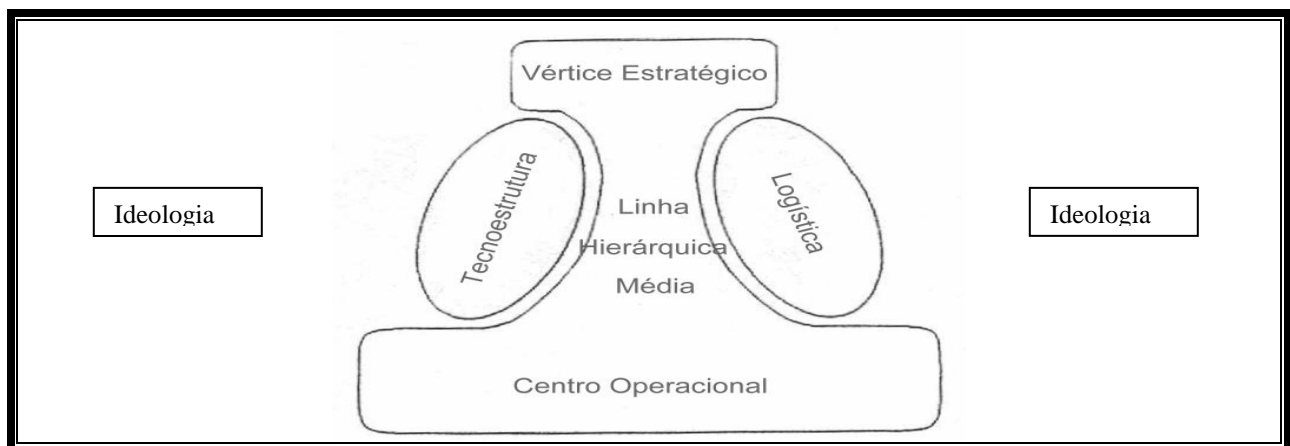 Vértice Estratégico
Ideologia
Tecnoestrutura
Linha
Hierárquica
Média
Logística
Ideologia
Centro Operacional